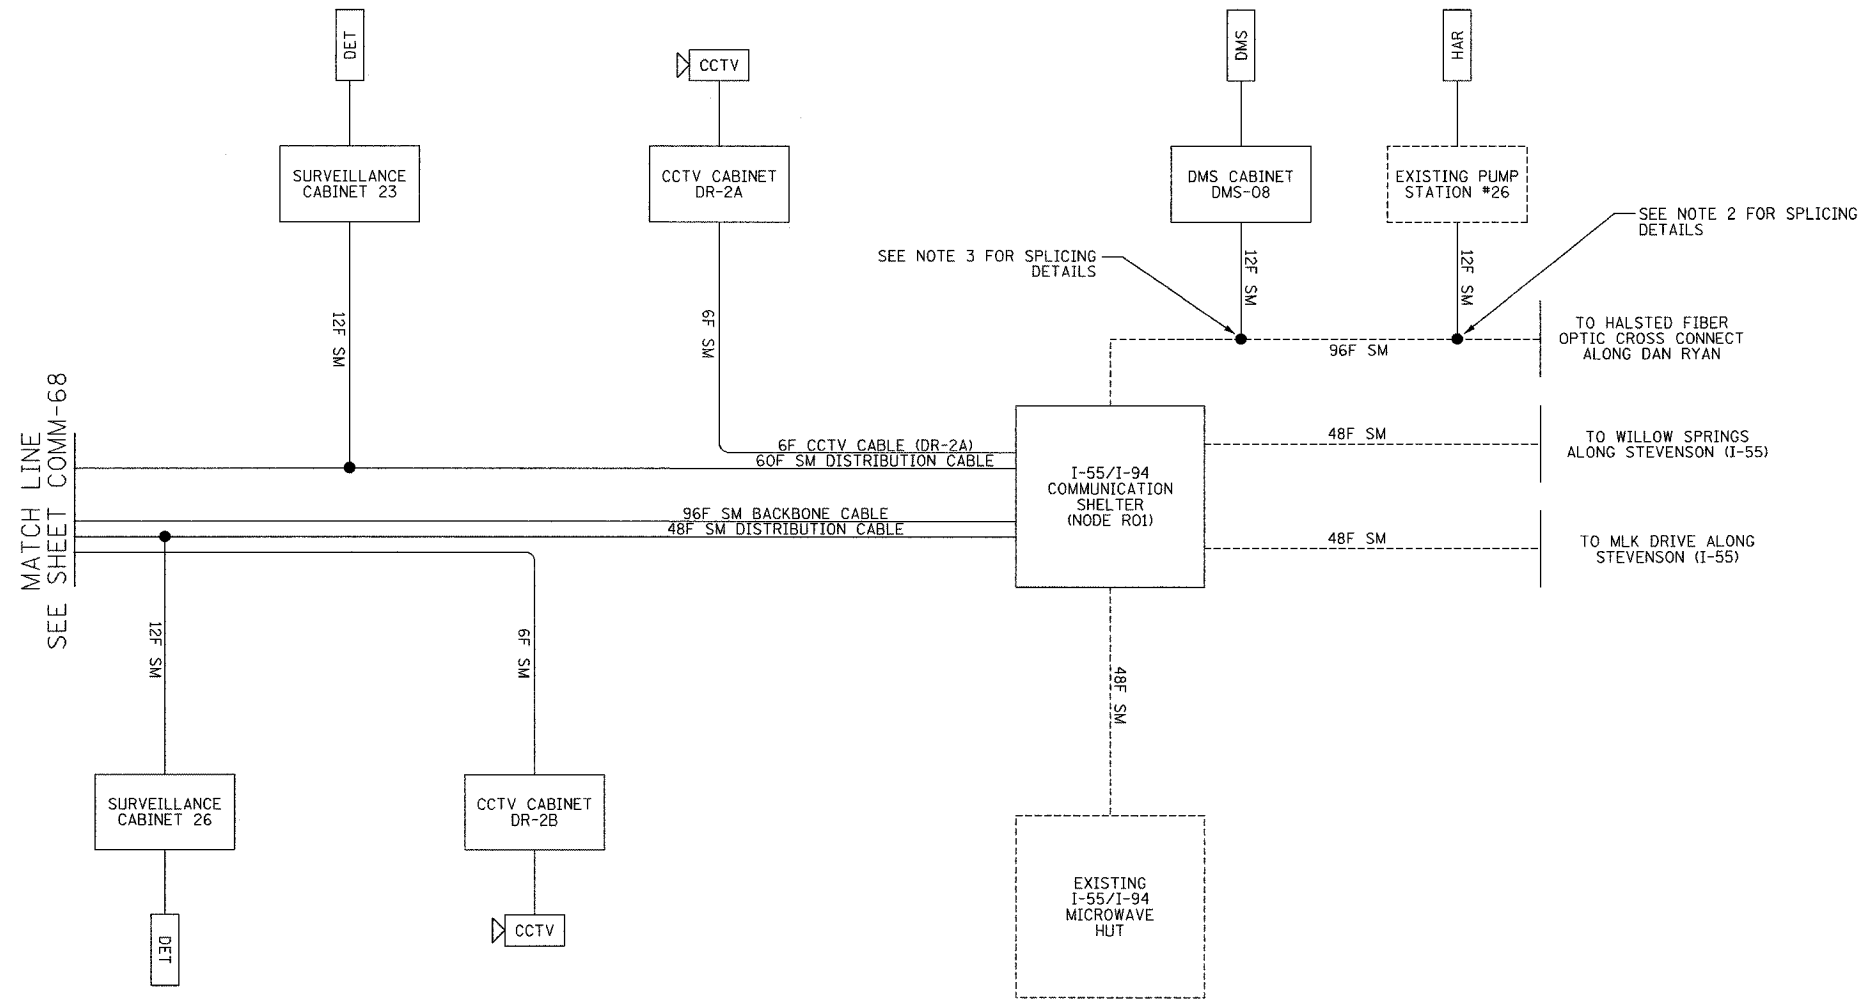 DET
CCTV
DMS
HAR
SURVEILLANCE
CABINET 23
CCTV CABINET
DR-2A
DMS CABINET
DMS-08
EXISTING PUMP
STATION #26
SEE NOTE 2 FOR SPLICING
DETAILS
SEE NOTE 3 FOR SPLICING
DETAILS
12F SM
12F SM
12F SM
6F SM
96F SM
TO HALSTED FIBER
OPTIC CROSS CONNECT
ALONG DAN RYAN
MATCH LINE
SEE SHEET COMM-68
6F CCTV CABLE (DR-2A)
60F SM DISTRIBUTION CABLE
96F SM BACKBONE CABLE
48F SM DISTRIBUTION CABLE
I-55/I-94
COMMUNICATION
SHELTER
(NODE R01)
48F SM
TO WILLOW SPRINGS
ALONG STEVENSON (I-55)
48F SM
TO MLK DRIVE ALONG
STEVENSON (I-55)
12F SM
6F SM
48F SM
SURVEILLANCE
CABINET 26
CCTV CABINET
DR-2B
EXISTING
I-55/I-94
MICROWAVE
HUT
DET
CCTV